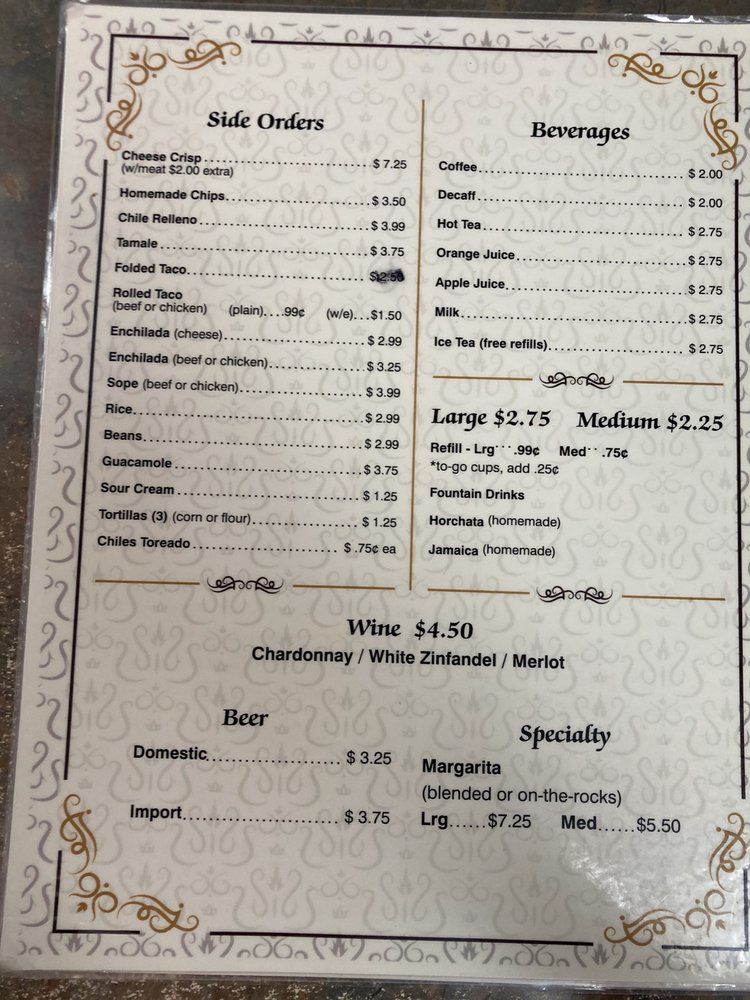 Side Orders
Cheese Crisp........................ $ 7.25
(w/meat $2.00 extra)
Homemade Chips..................... $ 3.50
Chile Relleno......................... $ 3.99
Tamale................................ $ 3.75
Folded Taco..........................
Rolled Taco
(beef or chicken) (plain)....99¢ (w/e)...$1.50
Enchilada (cheese)..................... $ 2.99
Enchilada (beef or chicken)............... $ 3.25
Sope (beef or chicken)................... $ 3.99
Rice................................... $ 2.99
Beans.................................. $ 2.99
Guacamole............................ $ 3.75
Sour Cream........................... $ 1.25
Tortillas (3) (corn or flour)................. $ 1.25
Chiles Toreado...................... $ .75¢ ea
Beverages
Coffee............................... $ 2.00
Decaff............................... $ 2.00
Hot Tea.............................. $ 2.75
Orange Juice......................... $ 2.75
Apple Juice........................... $ 2.75
Milk.................................. $ 2.75
Ice Tea (free refills)..................... $ 2.75
Large $2.75 Medium $2.25
Refill - Lrg··· .99¢ Med·· .75¢
*to-go cups, add .25¢
Fountain Drinks
Horchata (homemade)
Jamaica (homemade)
Wine $4.50
Chardonnay / White Zinfandel / Merlot
Beer
Domestic....................... $ 3.25
Import.......................... $ 3.75
Specialty
Margarita
(blended or on-the-rocks)
Lrg......$7.25 Med......$5.50